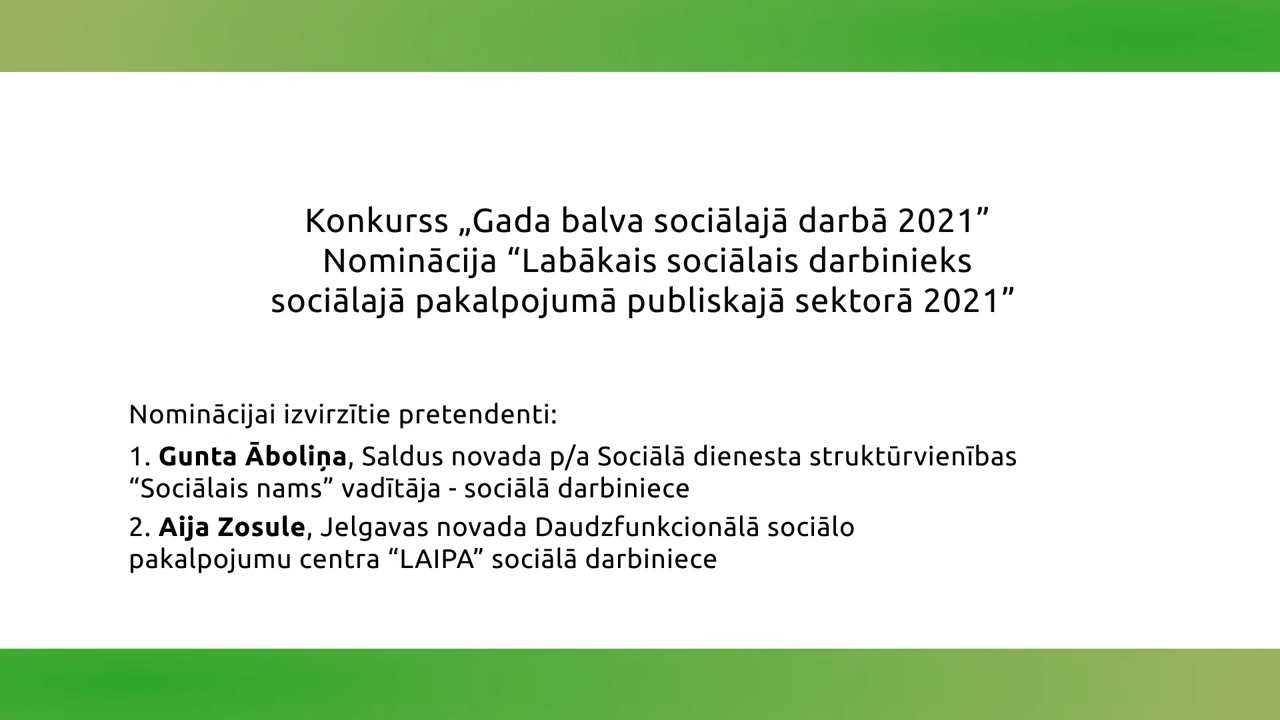 Konkurss „Gada balva sociālajā darbā 2021”
Nominācija “Labākais sociālais darbinieks
sociālajā pakalpojumā publiskajā sektorā 2021”
Nominācijai izvirzītie pretendenti:
1. Gunta Āboliņa, Saldus novada p/a Sociālā dienesta struktūrvienības
“Sociālais nams” vadītāja - sociālā darbiniece
2. Aija Zosule, Jelgavas novada Daudzfunkcionālā sociālo
pakalpojumu centra “LAIPA” sociālā darbiniece